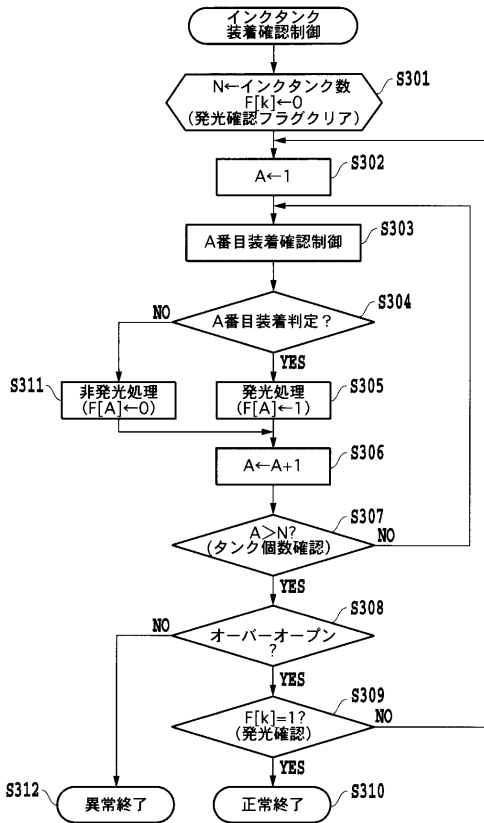 インクタンク
装着確認制御
N←インクタンク数
F[k]←0
(発光確認フラグクリア)
S301
A←1
S302
A番目装着確認制御
S303
A番目装着判定?
S304
NO
YES
S311
非発光処理
(F[A]←0)
発光処理
(F[A]←1)
S305
A←A+1
S306
A>N?
(タンク個数確認)
S307
NO
YES
オーバーオープン
?
S308
NO
YES
F[k]=1?
(発光確認)
S309
NO
YES
S312
異常終了
正常終了
S310